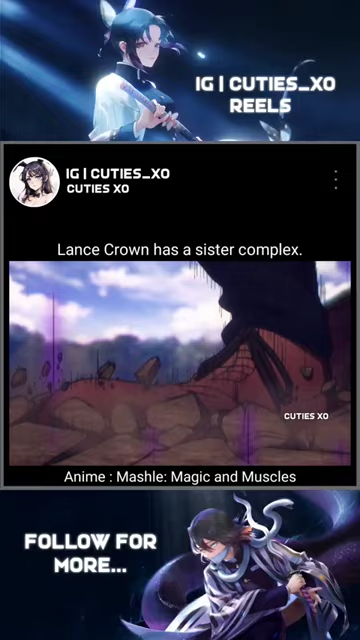 IG | CUTIES_XO
REELS
IG | CUTIES_XO
CUTIES XO
Lance Crown has a sister complex.
CUTIES XO
Anime : Mashle: Magic and Muscles
FOLLOW FOR
MORE...